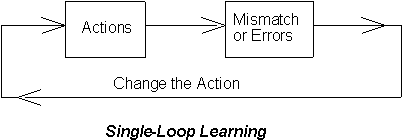 Actions
Mismatch
or Errors
Change the Action
Single-Loop Learning